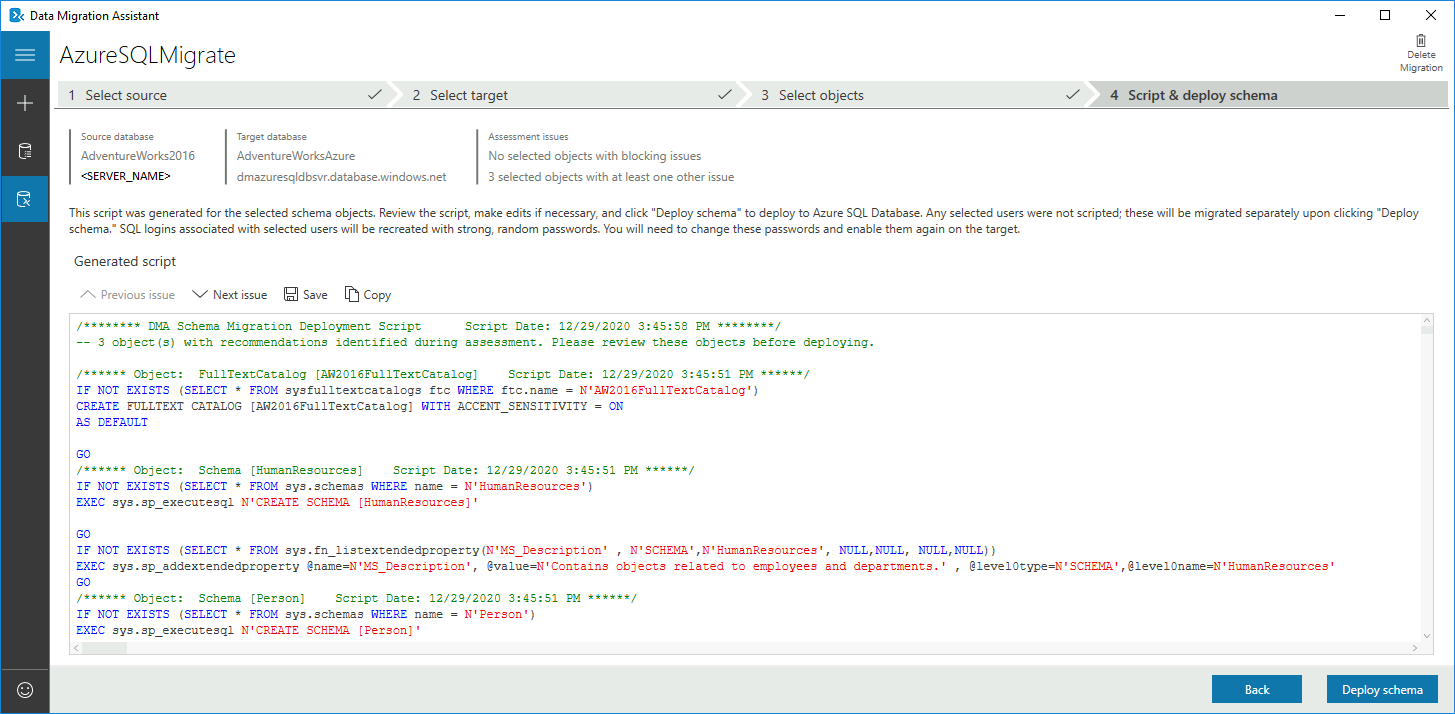 Data Migration Assistant
AzureSQLMigrate
Delete
Migration
1 Select source
2 Select target
3 Select objects
4 Script & deploy schema
Source database
AdventureWorks2016
<SERVER_NAME>
Target database
AdventureWorksAzure
dmazuresqldbsvr.database.windows.net
Assessment issues
No selected objects with blocking issues
3 selected objects with at least one other issue
This script was generated for the selected schema objects. Review the script, make edits if necessary, and click "Deploy schema" to deploy to Azure SQL Database. Any selected users were not scripted; these will be migrated separately upon clicking "Deploy
schema." SQL logins associated with selected users will be recreated with strong, random passwords. You will need to change these passwords and enable them again on the target.
Generated script
Previous issue Next issue Save Copy
/******** DMA Schema Migration Deployment Script      Script Date: 12/29/2020 3:45:58 PM ********/
-- 3 object(s) with recommendations identified during assessment. Please review these objects before deploying.
/****** Object:  FullTextCatalog [AW2016FullTextCatalog]    Script Date: 12/29/2020 3:45:51 PM ******/
IF NOT EXISTS (SELECT * FROM sysfulltextcatalogs ftc WHERE ftc.name = N'AW2016FullTextCatalog')
CREATE FULLTEXT CATALOG [AW2016FullTextCatalog] WITH ACCENT_SENSITIVITY = ON
AS DEFAULT
GO
/****** Object:  Schema [HumanResources]    Script Date: 12/29/2020 3:45:51 PM ******/
IF NOT EXISTS (SELECT * FROM sys.schemas WHERE name = N'HumanResources')
EXEC sys.sp_executesql N'CREATE SCHEMA [HumanResources]'
GO
IF NOT EXISTS (SELECT * FROM sys.fn_listextendedproperty(N'MS_Description' , N'SCHEMA',N'HumanResources', NULL,NULL, NULL,NULL))
EXEC sys.sp_addextendedproperty @name=N'MS_Description', @value=N'Contains objects related to employees and departments.' , @level0type=N'SCHEMA',@level0name=N'HumanResources'
GO
/****** Object:  Schema [Person]    Script Date: 12/29/2020 3:45:51 PM ******/
IF NOT EXISTS (SELECT * FROM sys.schemas WHERE name = N'Person')
EXEC sys.sp_executesql N'CREATE SCHEMA [Person]'
Back
Deploy schema